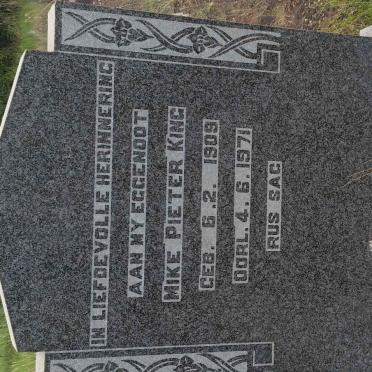 IN LIEFDEVOLLE HERINNERING
AAN MY EGGENOOT
MIKE PIETER KING
GEB. 6.2. 1909
OORL. 4.6.1971
RUS SAG